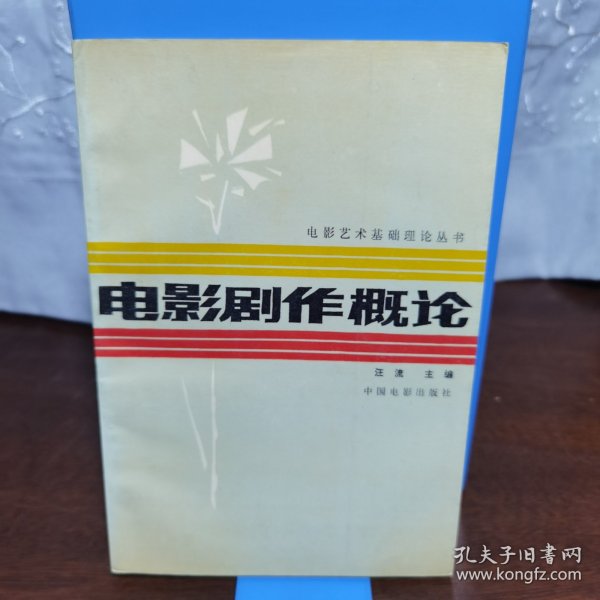 电影艺术基础理论丛书
电影剧作概论
汪流 主编
中国电影出版社
孔夫子旧书网
www.kongfz.com